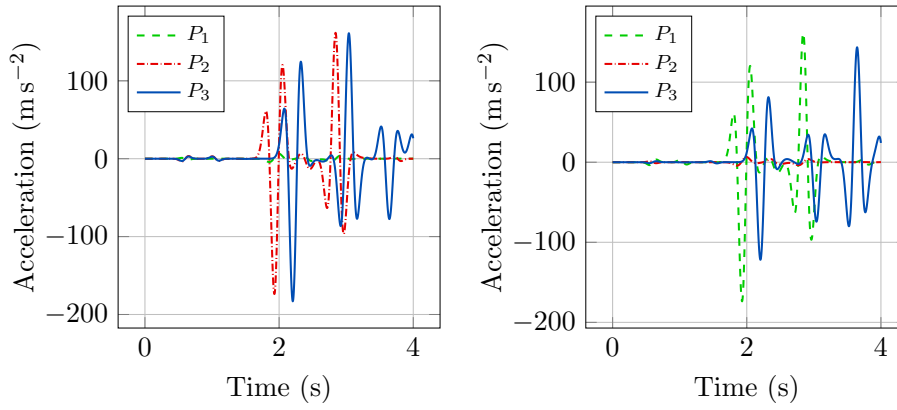 P₁
P₂
P₃
100
0
−100
−200
Acceleration (m s⁻²)
0
2
4
Time (s)
P₁
P₂
P₃
100
0
−100
−200
Acceleration (m s⁻²)
0
2
4
Time (s)